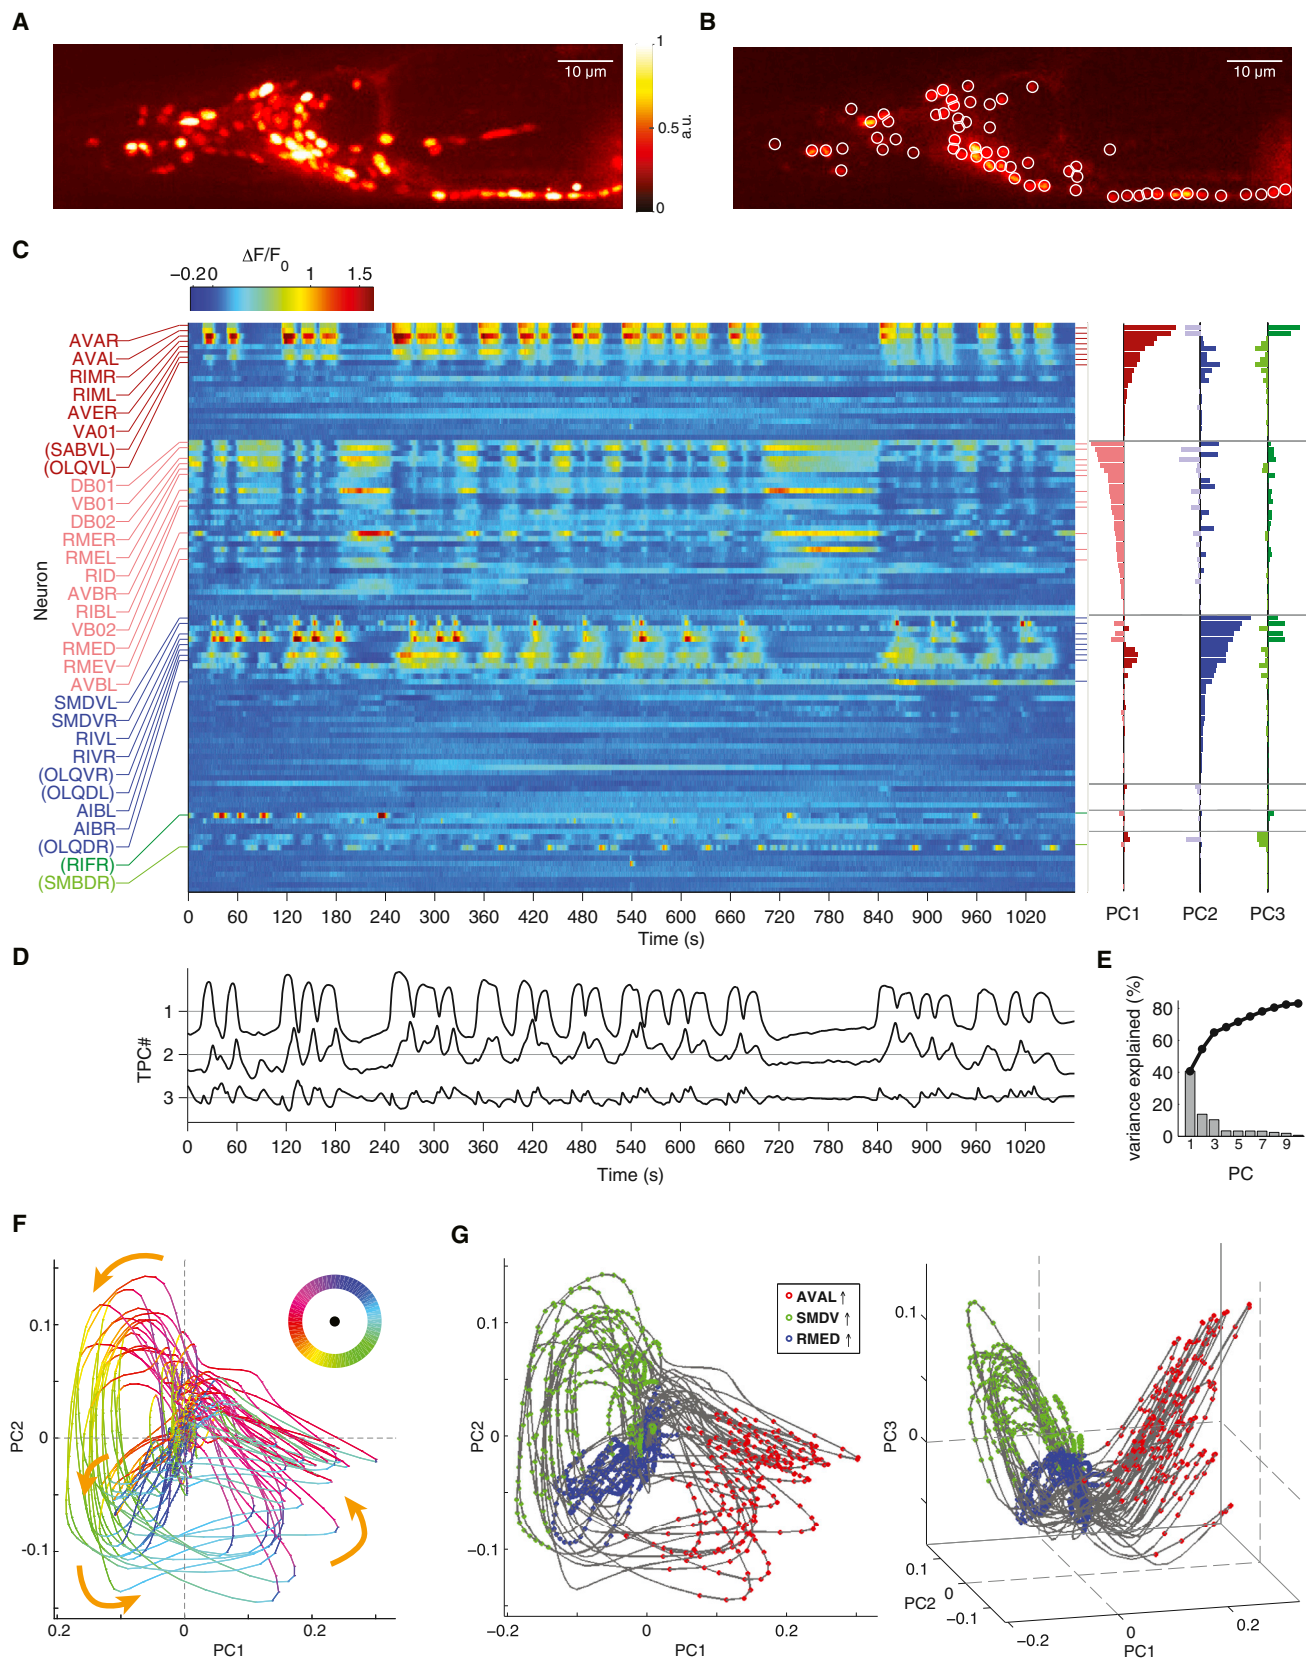 A
10 µm
1
0.5
a.u.
0
B
10 µm
C
ΔF/F0
−0.2 0 1 1.5
Neuron
AVAR
AVAL
RIMR
RIML
AVER
VA01
(SABVL)
(OLQVL)
DB01
VB01
DB02
RMER
RMEL
RID
AVBR
RIBL
VB02
RMED
RMEV
AVBL
SMDVL
SMDVR
RIVL
RIVR
(OLQVR)
(OLQDL)
AIBL
AIBR
(OLQDR)
(RIFR)
(SMBDR)
0 60 120 180 240 300 360 420 480 540 600 660 720 780 840 900 960 1020
Time (s)
PC1 PC2 PC3
D
TPC#
1
2
3
0 60 120 180 240 300 360 420 480 540 600 660 720 780 840 900 960 1020
Time (s)
E
variance explained (%)
80
60
40
20
0
1 3 5 7 9
PC
F
PC2
0.1
0
-0.1
0.2 0 0.2
PC1
G
PC2
0.1
0
−0.1
−0.2 0 0.2
PC1
AVAL ↑
SMDV ↑
RMED ↑
PC3
0.1
0
0.1
0
−0.1
PC2
−0.2
0
0.2
PC1